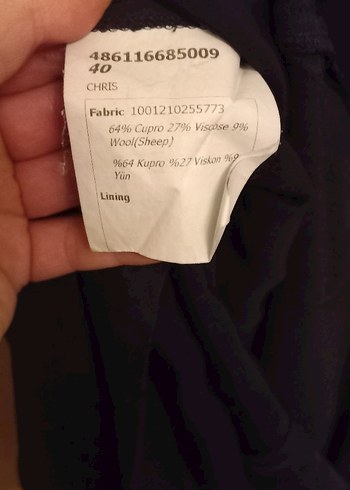 486116685009
40
CHRIS
Fabric 1001210255773
64% Cupro 27% Viscose 9%
Wool(Sheep)
%64 Kupro %27 Viskon %9
Yün
Lining